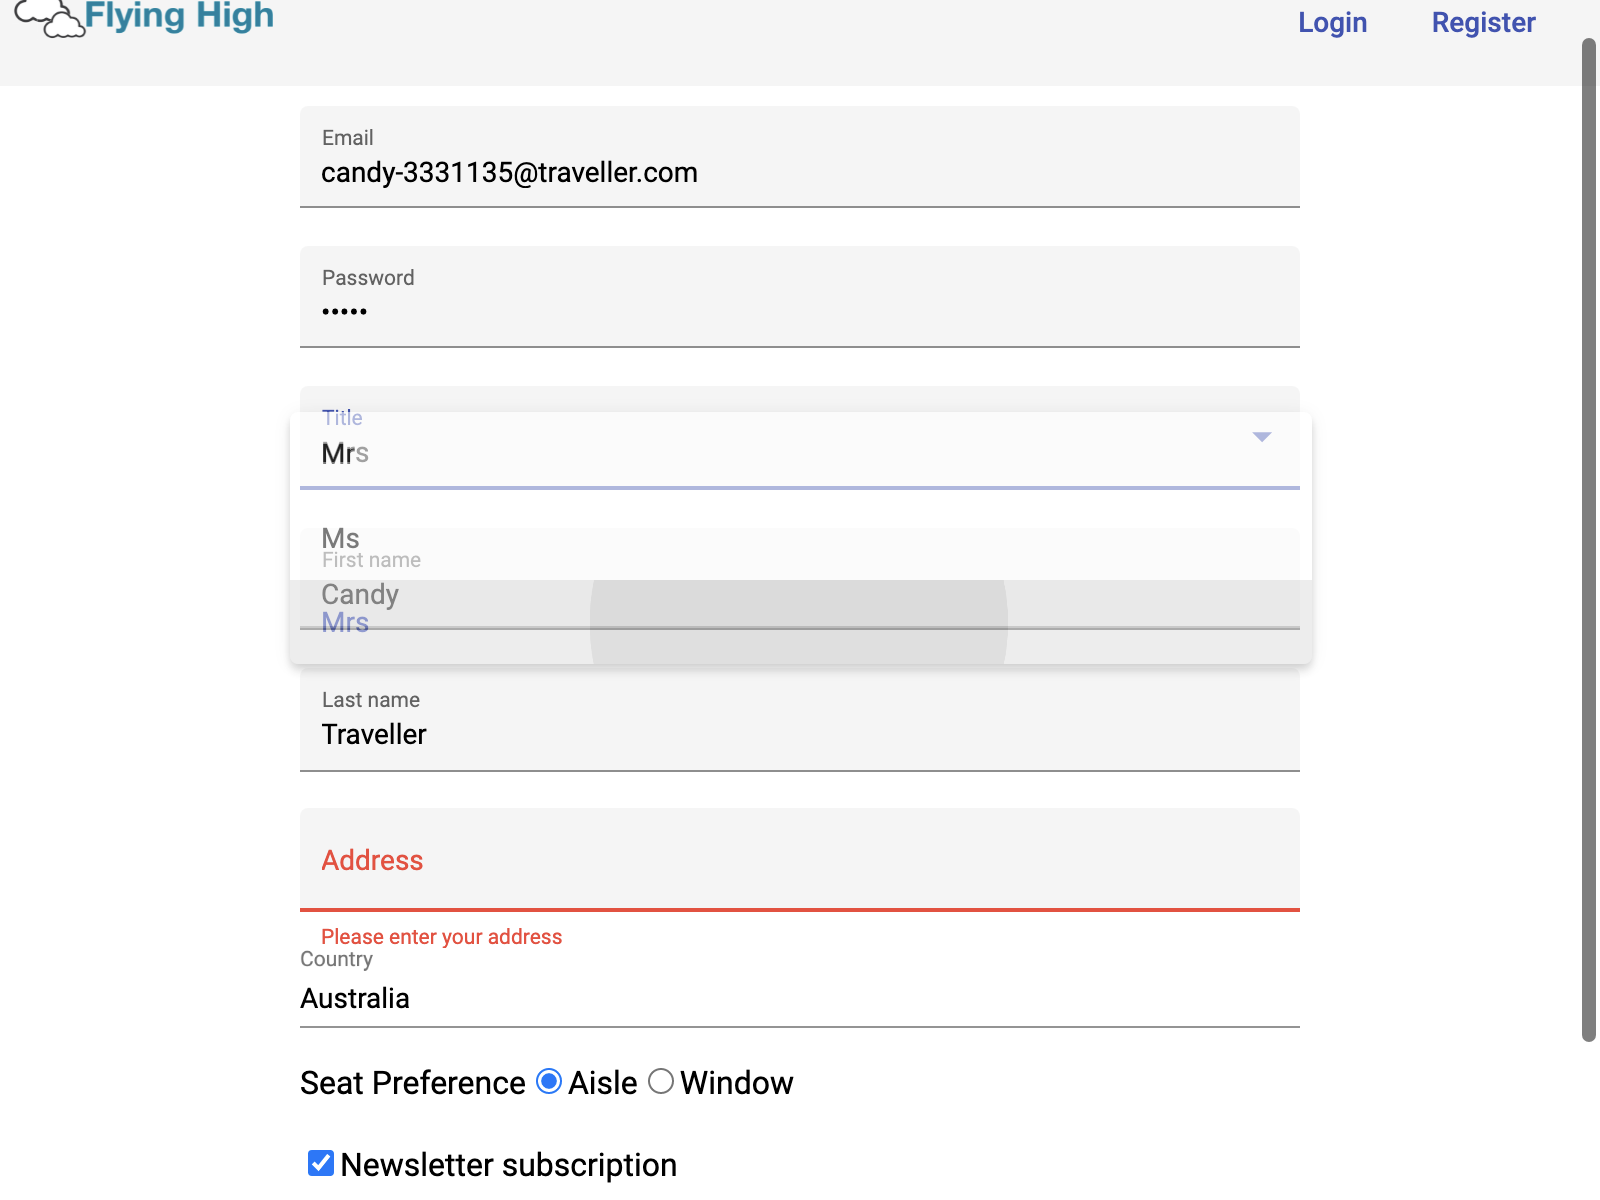 Flying High
Login
Register
Email
candy-3331135@traveller.com
Password
•••••
Title
Mrs
Ms
First name
Candy
Mrs
Last name
Traveller
Address
Please enter your address
Country
Australia
Seat Preference Aisle Window
Newsletter subscription